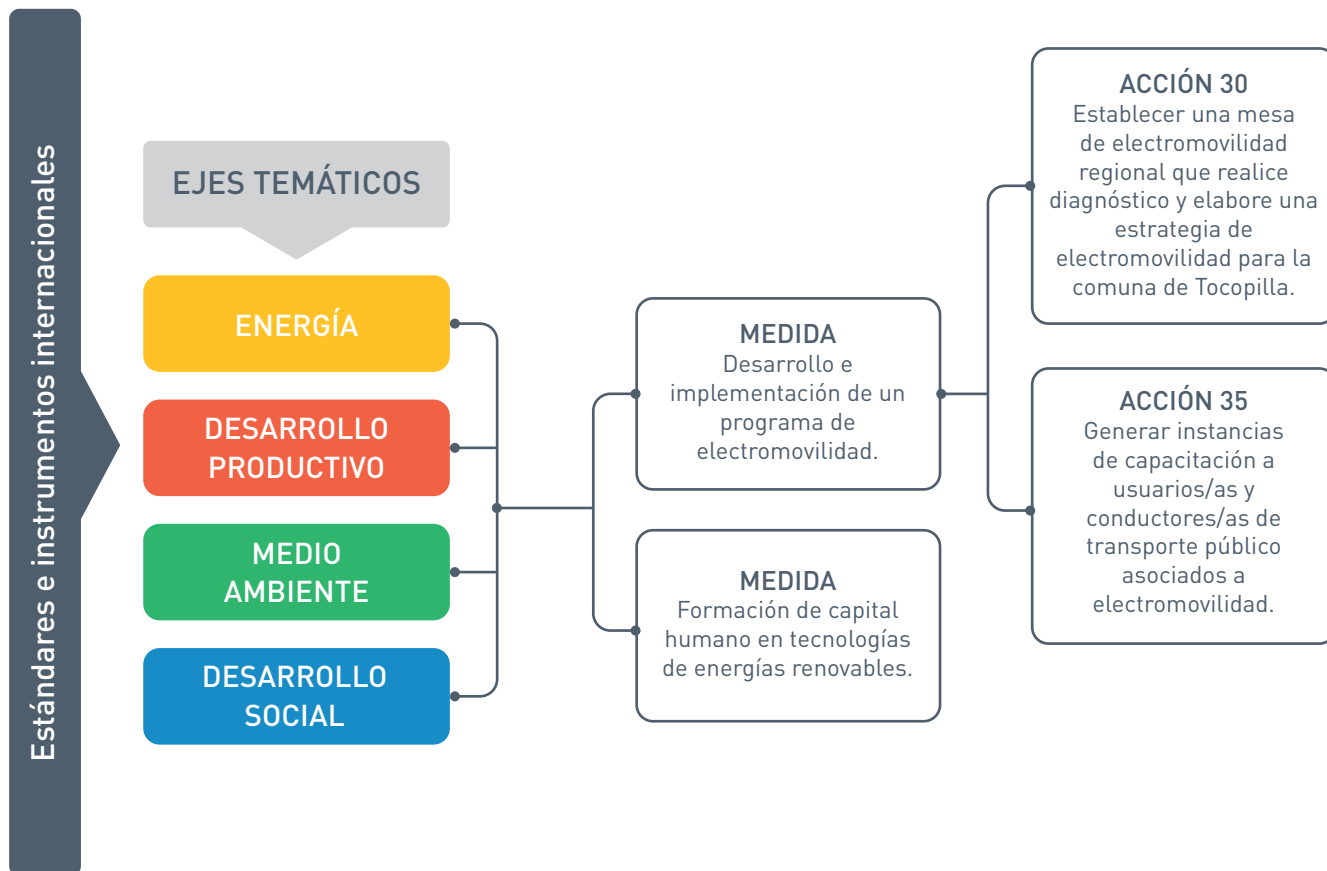 Estándares e instrumentos internacionales
EJES TEMÁTICOS
ENERGÍA
DESARROLLO
PRODUCTIVO
MEDIO
AMBIENTE
DESARROLLO
SOCIAL
MEDIDA
Desarrollo e
implementación de un
programa de
electromovilidad.
MEDIDA
Formación de capital
humano en tecnologías
de energías renovables.
ACCIÓN 30
Establecer una mesa
de electromovilidad
regional que realice
diagnóstico y elabore una
estrategia de
electromovilidad para la
comuna de Tocopilla.
ACCIÓN 35
Generar instancias
de capacitación a
usuarios/as y
conductores/as de
transporte público
asociados a
electromovilidad.